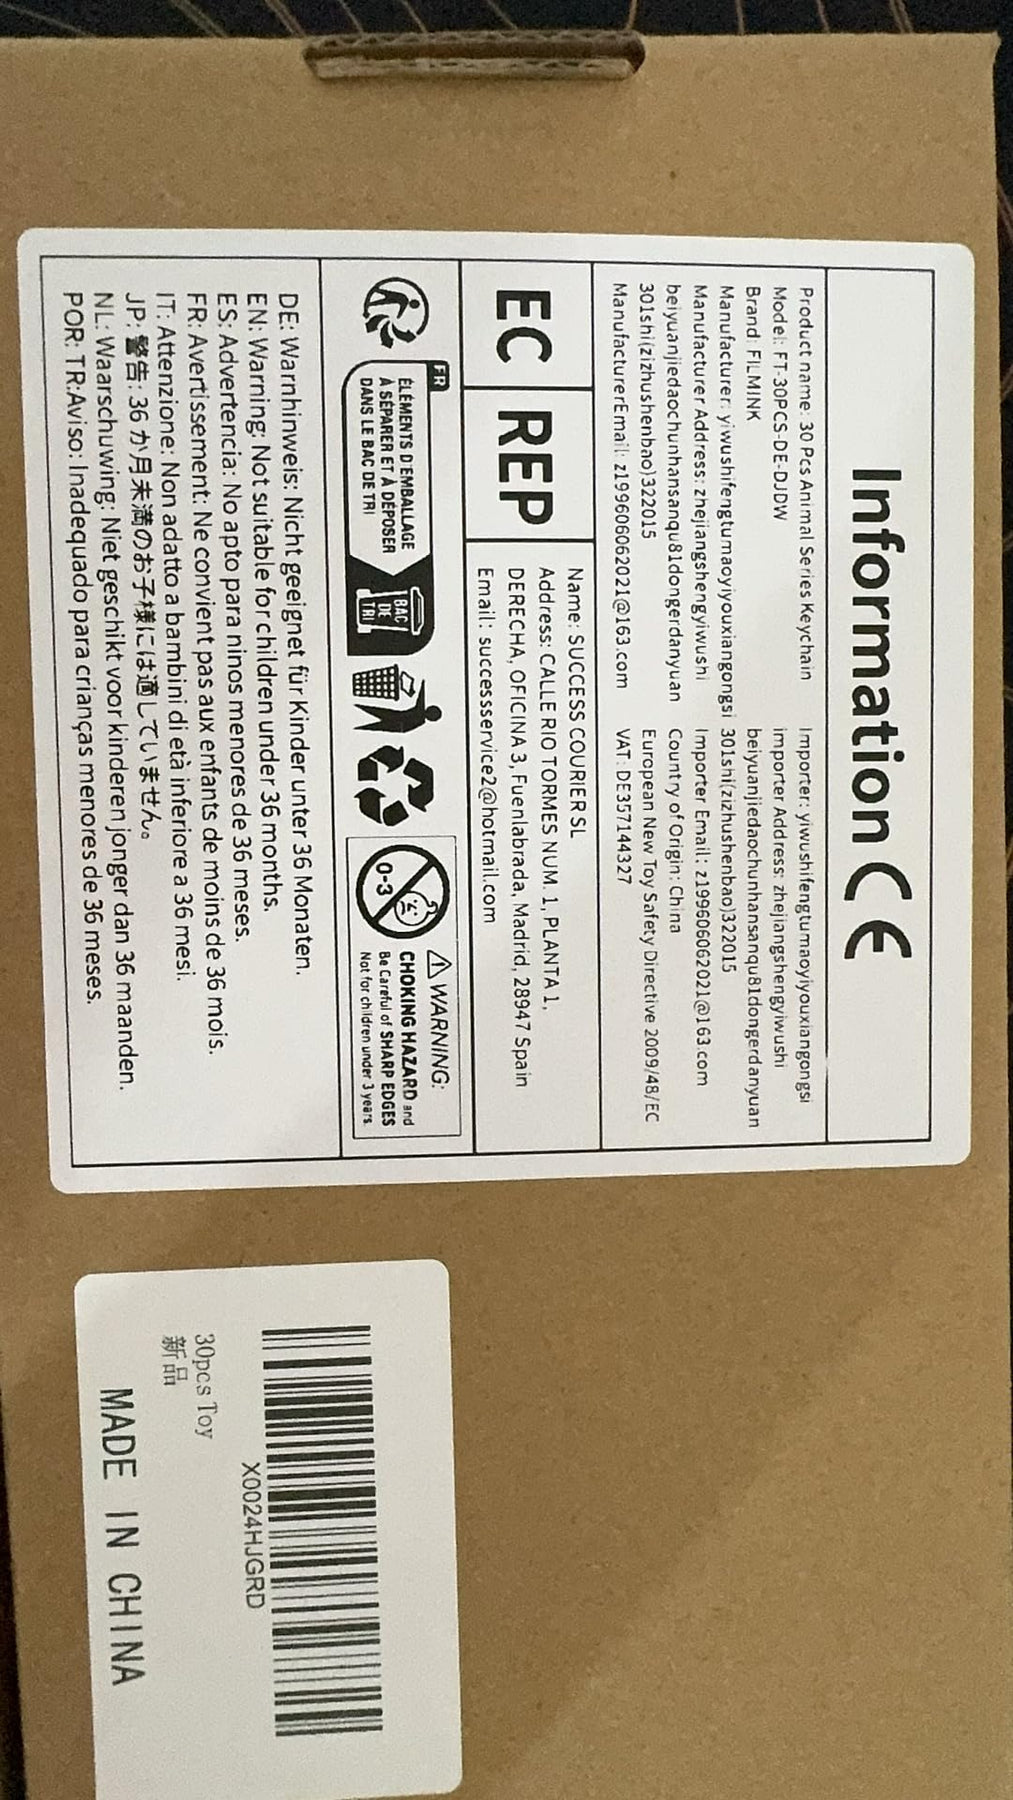 Information CE
Product name: 30 Pcs Animal Series Keychain
Model: FT-30PCS-DE-DJDW
Brand: FILMINK
Manufacturer: yiwushifengtumaoyiyouxiangongsi
Manufacturer Address: zhejiangshengyiwushi
beiyuanjiedaochunhansanqu81dongerdanyuan
301shi(zizhushenbao)322015
ManufacturerEmail: z199606062021@163.com
Importer: yiwushifengtumaoyiyouxiangongsi
importer Address: zhejiangshengyiwushi
beiyuanjiedaochunhansanqu81dongerdanyuan
301shi(zizhushenbao)322015
Importer Email: z199606062021@163.com
Country of Origin: China
European New Toy Safety Directive 2009/48/EC
VAT: DE357144327
EC REP
Name: SUCCESS COURIER SL
Address: CALLE RIO TORMES NUM. 1, PLANTA 1,
DERECHA, OFICINA 3, Fuenlabrada, Madrid, 28947 Spain
Email: successservice2@hotmail.com
FR
ÉLÉMENTS D'EMBALLAGE
À SÉPARER ET À DÉPOSER
DANS LE BAC DE TRI
BAC
DE
TRI
0-3
WARNING:
CHOKING HAZARD and
Be Careful of SHARP EDGES
Not for children under 3 years.
DE: Warnhinweis: Nicht geeignet für Kinder unter 36 Monaten.
EN: Warning: Not suitable for children under 36 months.
ES: Advertencia: No apto para ninos menores de 36 meses.
FR: Avertissement: Ne convient pas aux enfants de moins de 36 mois.
IT: Attenzione: Non adatto a bambini di età inferiore a 36 mesi.
JP: 警告: 36 か月未満のお子様には適していません。
NL: Waarschuwing: Niet geschikt voor kinderen jonger dan 36 maanden.
POR: TR:Aviso: Inadequado para crianças menores de 36 meses.
X0024HJGRD
30pcs Toy
新品
MADE IN CHINA